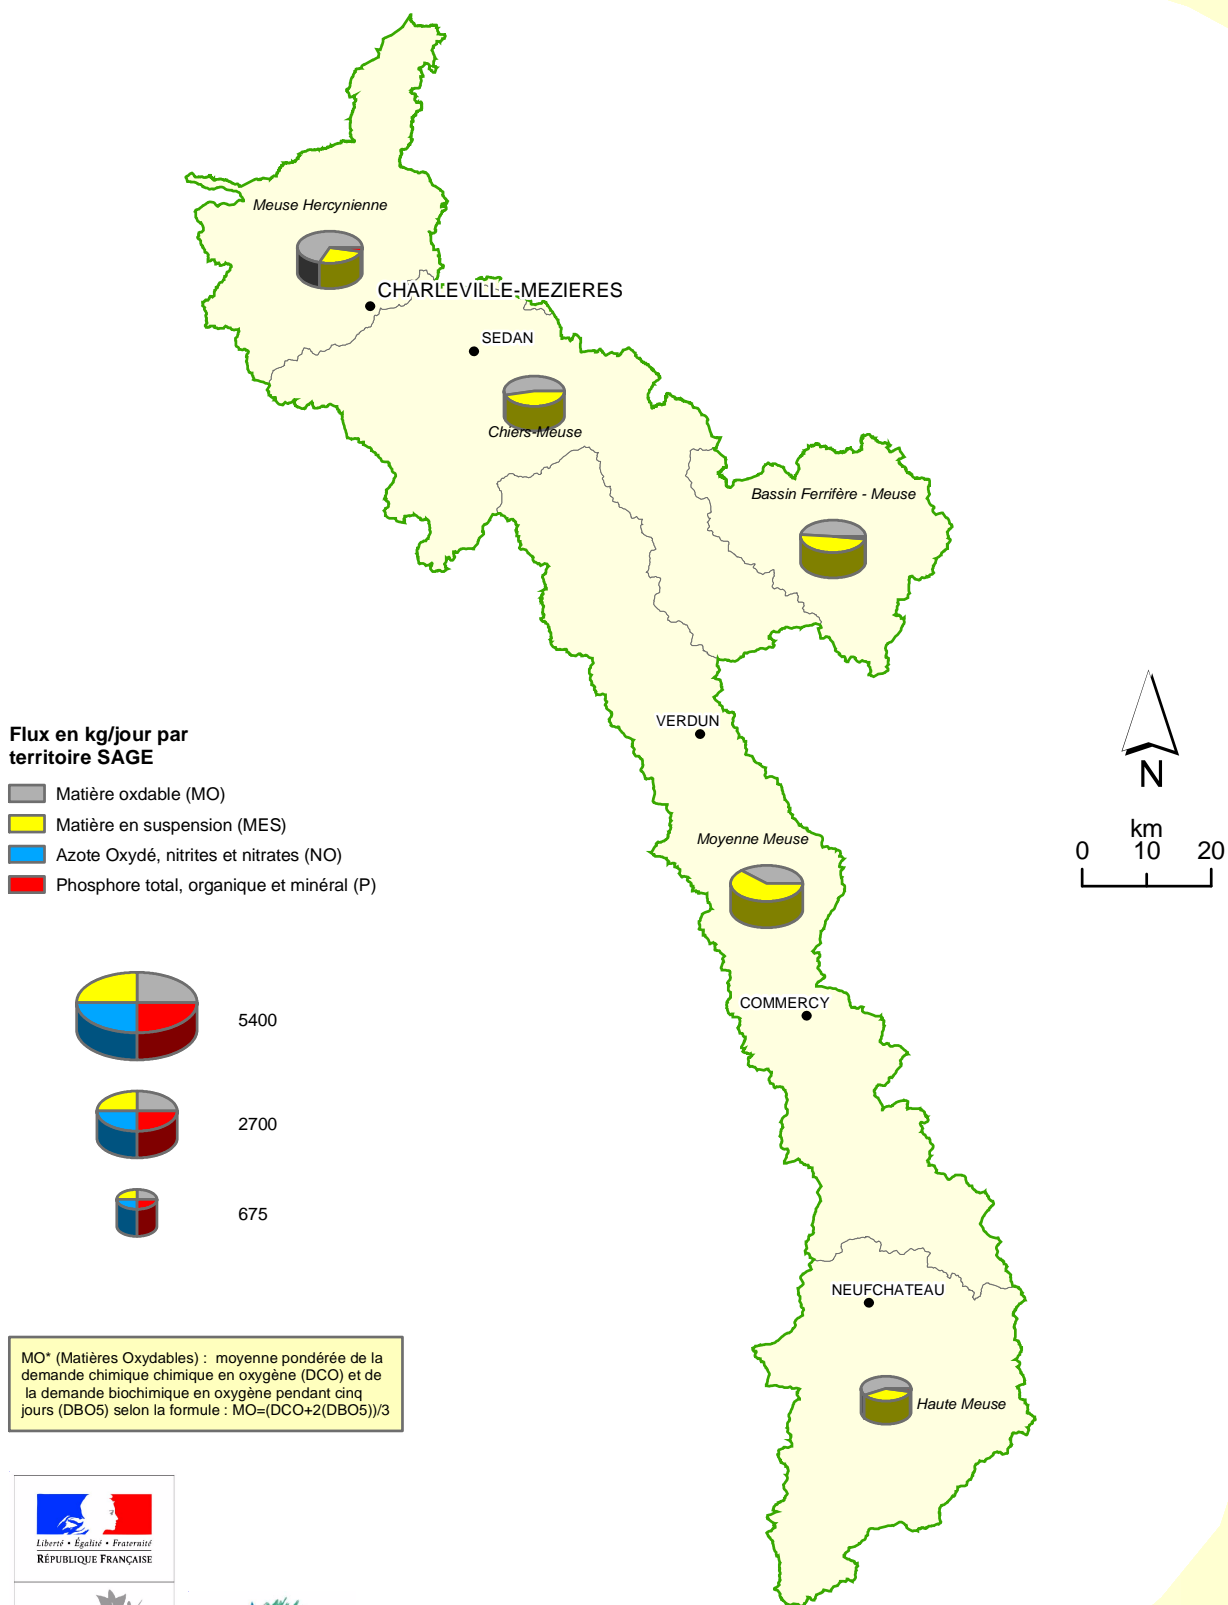 Meuse Hercynienne
CHARLEVILLE-MEZIERES
SEDAN
Chiers-Meuse
Bassin Ferrifère - Meuse
VERDUN
Flux en kg/jour par
territoire SAGE
Matière oxdable (MO)
Matière en suspension (MES)
Azote Oxydé, nitrites et nitrates (NO)
Phosphore total, organique et minéral (P)
N
km
0 10 20
Moyenne Meuse
COMMERCY
5400
2700
675
NEUFCHATEAU
Haute Meuse
MO* (Matières Oxydables) : moyenne pondérée de la
demande chimique chimique en oxygène (DCO) et de
la demande biochimique en oxygène pendant cinq
jours (DBO5) selon la formule : MO=(DCO+2(DBO5))/3
Liberté • Égalité • Fraternité
RÉPUBLIQUE FRANÇAISE